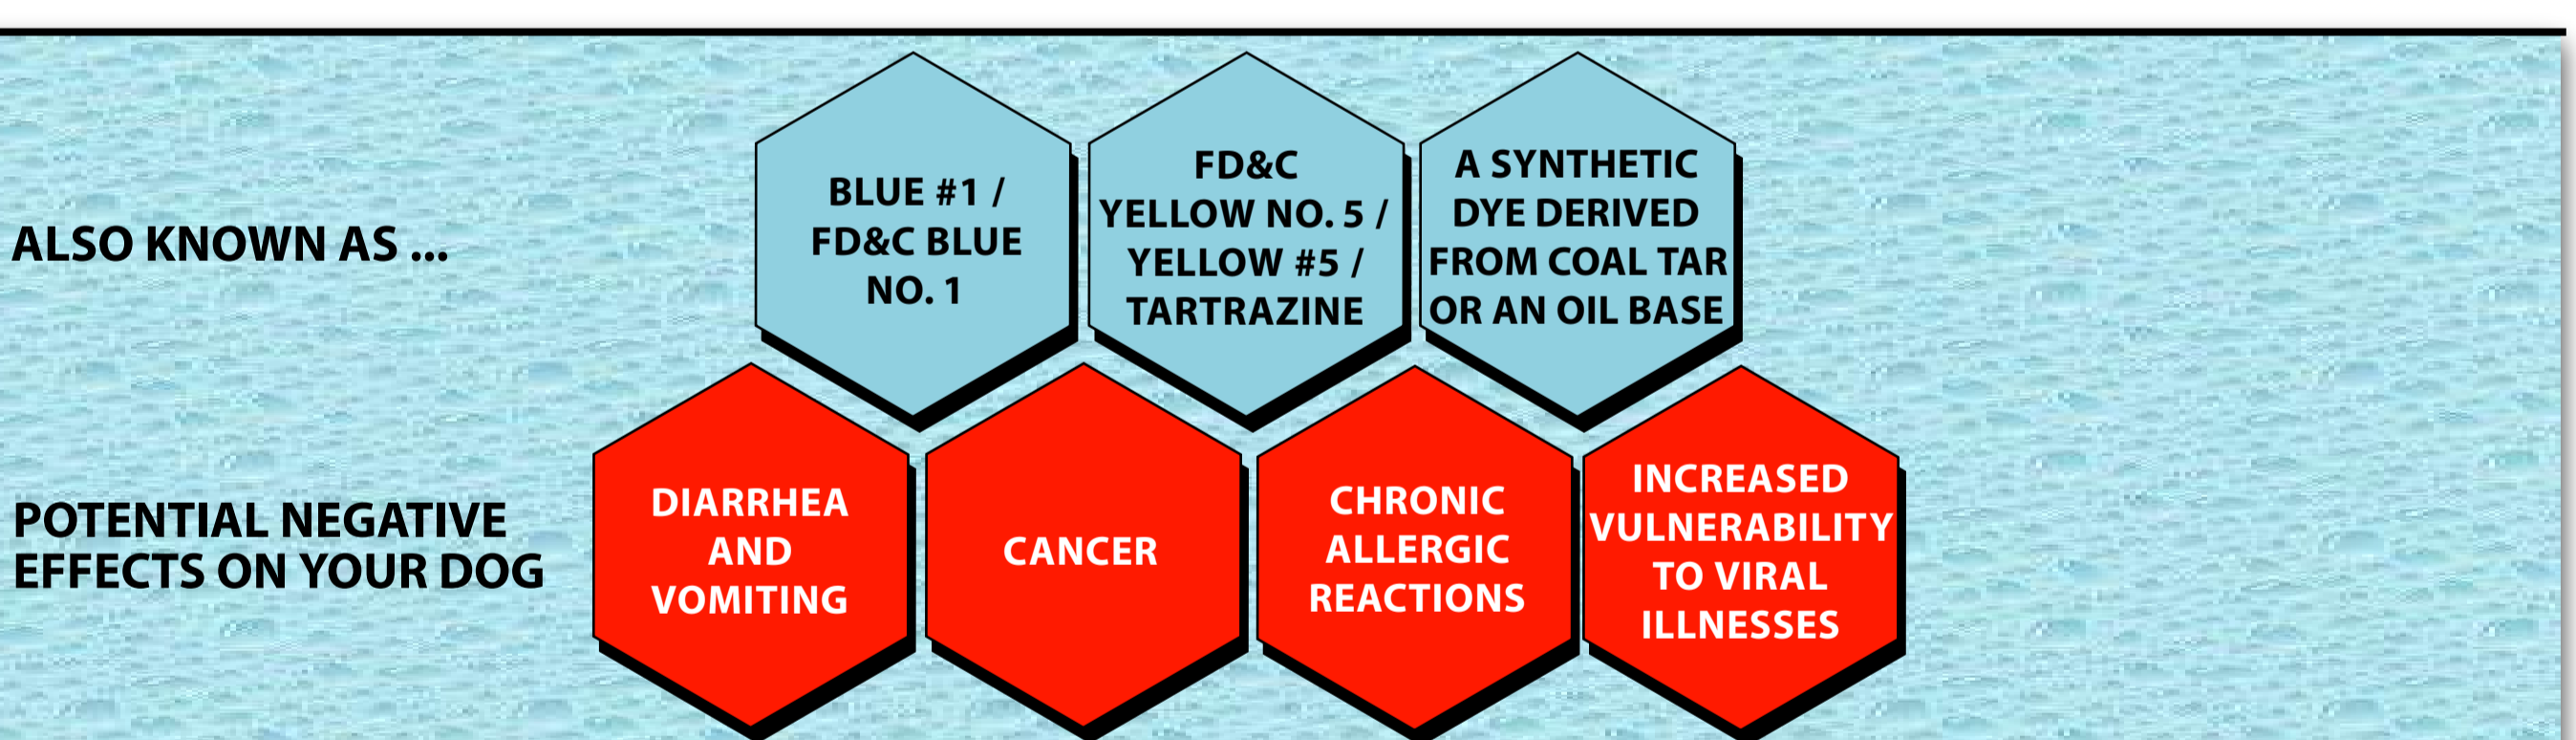 ALSO KNOWN AS ...
BLUE #1 /
FD&C BLUE
NO. 1
FD&C
YELLOW NO. 5 /
YELLOW #5 /
TARTRAZINE
A SYNTHETIC
DYE DERIVED
FROM COAL TAR
OR AN OIL BASE
POTENTIAL NEGATIVE
EFFECTS ON YOUR DOG
DIARRHEA
AND
VOMITING
CANCER
CHRONIC
ALLERGIC
REACTIONS
INCREASED
VULNERABILITY
TO VIRAL
ILLNESSES